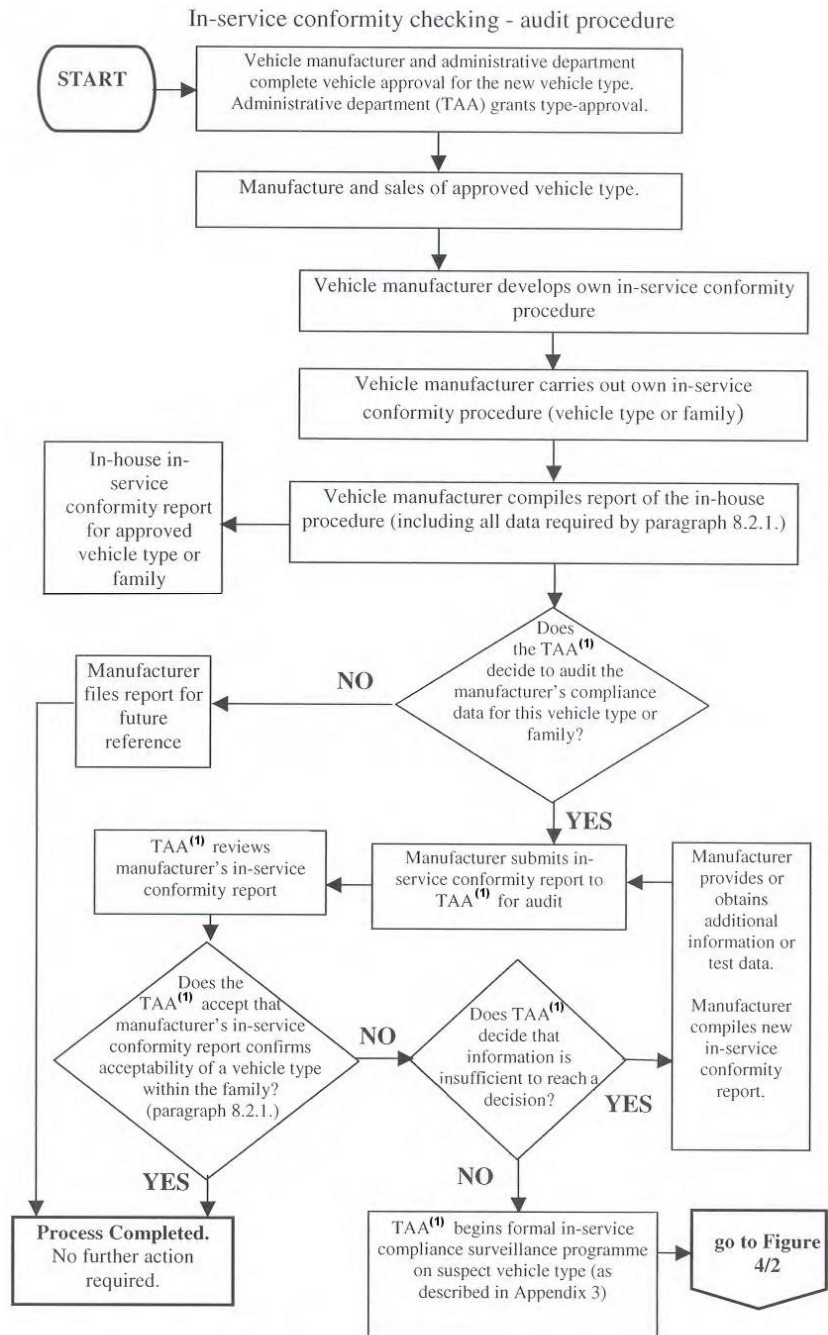 In-service conformity checking - audit procedure
START
Vehicle manufacturer and administrative department
complete vehicle approval for the new vehicle type.
Administrative department (TAA) grants type-approval.
Manufacture and sales of approved vehicle type.
Vehicle manufacturer develops own in-service conformity
procedure
Vehicle manufacturer carries out own in-service
conformity procedure (vehicle type or family)
In-house in-
service
conformity report
for approved
vehicle type or
family
Vehicle manufacturer compiles report of the in-house
procedure (including all data required by paragraph 8.2.1.)
Does
the TAA(1)
decide to audit the
manufacturer's compliance
data for this vehicle type or
family?
NO
Manufacturer
files report for
future
reference
YES
TAA(1) reviews
manufacturer's in-service
conformity report
Manufacturer submits in-
service conformity report to
TAA(1) for audit
Manufacturer
provides or
obtains
additional
information or
test data.
Manufacturer
compiles new
in-service
conformity
report.
Does the
TAA(1) accept that
manufacturer's in-service
conformity report confirms
acceptability of a vehicle type
within the family?
(paragraph 8.2.1.)
NO
Does TAA(1)
decide that
information is
insufficient to reach a
decision?
YES
YES
NO
Process Completed.
No further action
required.
TAA(1) begins formal in-service
compliance surveillance programme
on suspect vehicle type (as
described in Appendix 3)
go to Figure
4/2